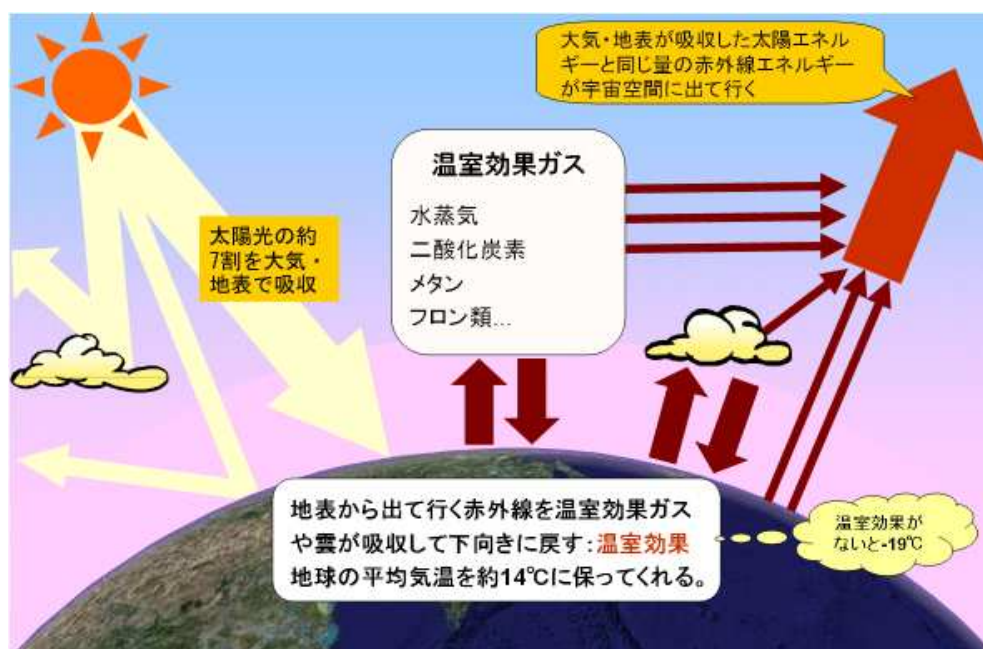 大気・地表が吸収した太陽エネル
ギーと同じ量の赤外線エネルギー
が宇宙空間に出て行く
温室効果ガス
水蒸気
二酸化炭素
メタン
フロン類…
太陽光の約
7割を大気・
地表で吸収
地表から出て行く赤外線を温室効果ガス
や雲が吸収して下向きに戻す：温室効果
地球の平均気温を約14℃に保ってくれる。
温室効果が
ないと-19℃